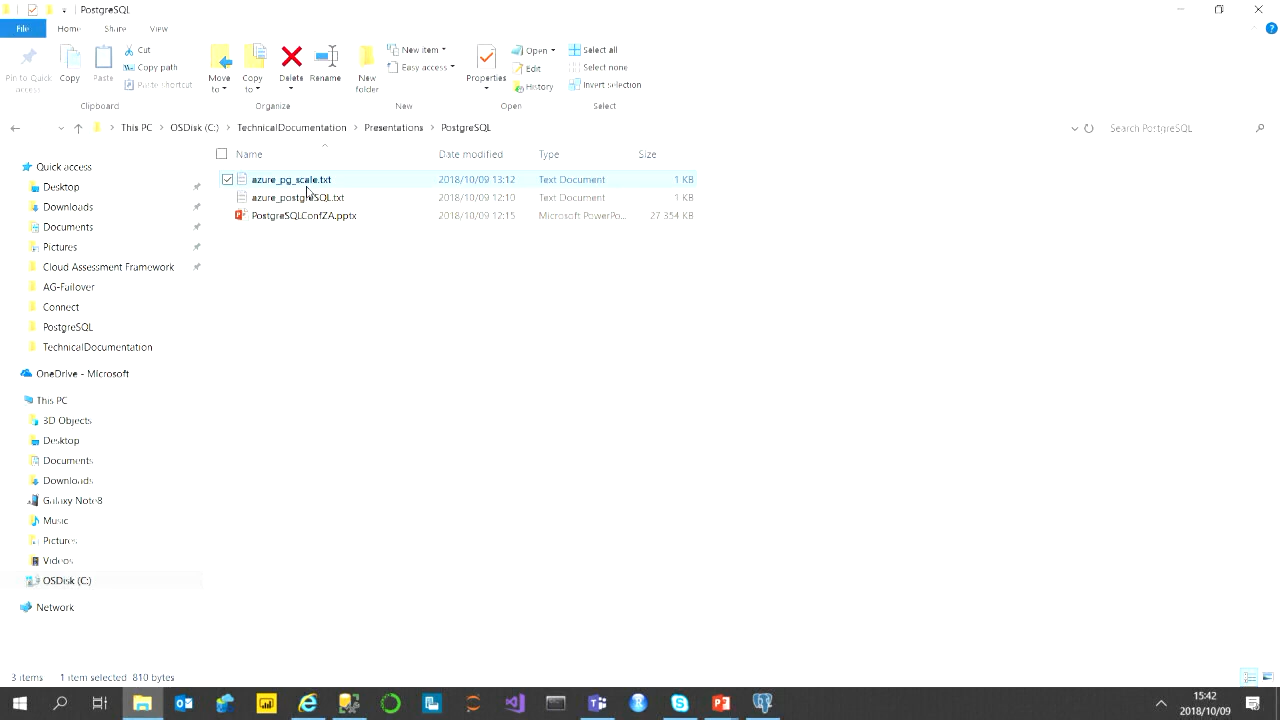 PostgreSQL
File Home Share View
Pin to Quick access
Copy
Paste
Cut
Copy path
Paste shortcut
Move to
Copy to
Delete
Rename
New folder
New item
Easy access
Properties
Open
Edit
History
Select all
Select none
Invert selection
Clipboard Organize New Open Select
This PC > OSDisk (C:) > TechnicalDocumentation > Presentations > PostgreSQL
Search PostgreSQL
Name Date modified Type Size
azure_pg_scale.txt 2018/10/09 13:12 Text Document 1 KB
azure_postgreSQL.txt 2018/10/09 12:10 Text Document 1 KB
PostgreSQLConfZA.pptx 2018/10/09 12:15 Microsoft PowerPo... 27 354 KB
Quick access
Desktop
Downloads
Documents
Pictures
Cloud Assessment Framework
AG-Failover
Connect
PostgreSQL
TechnicalDocumentation
OneDrive - Microsoft
This PC
3D Objects
Desktop
Documents
Downloads
Galaxy Note8
Music
Pictures
Videos
OSDisk (C:)
Network
3 items 1 item selected 810 bytes
15:42
2018/10/09